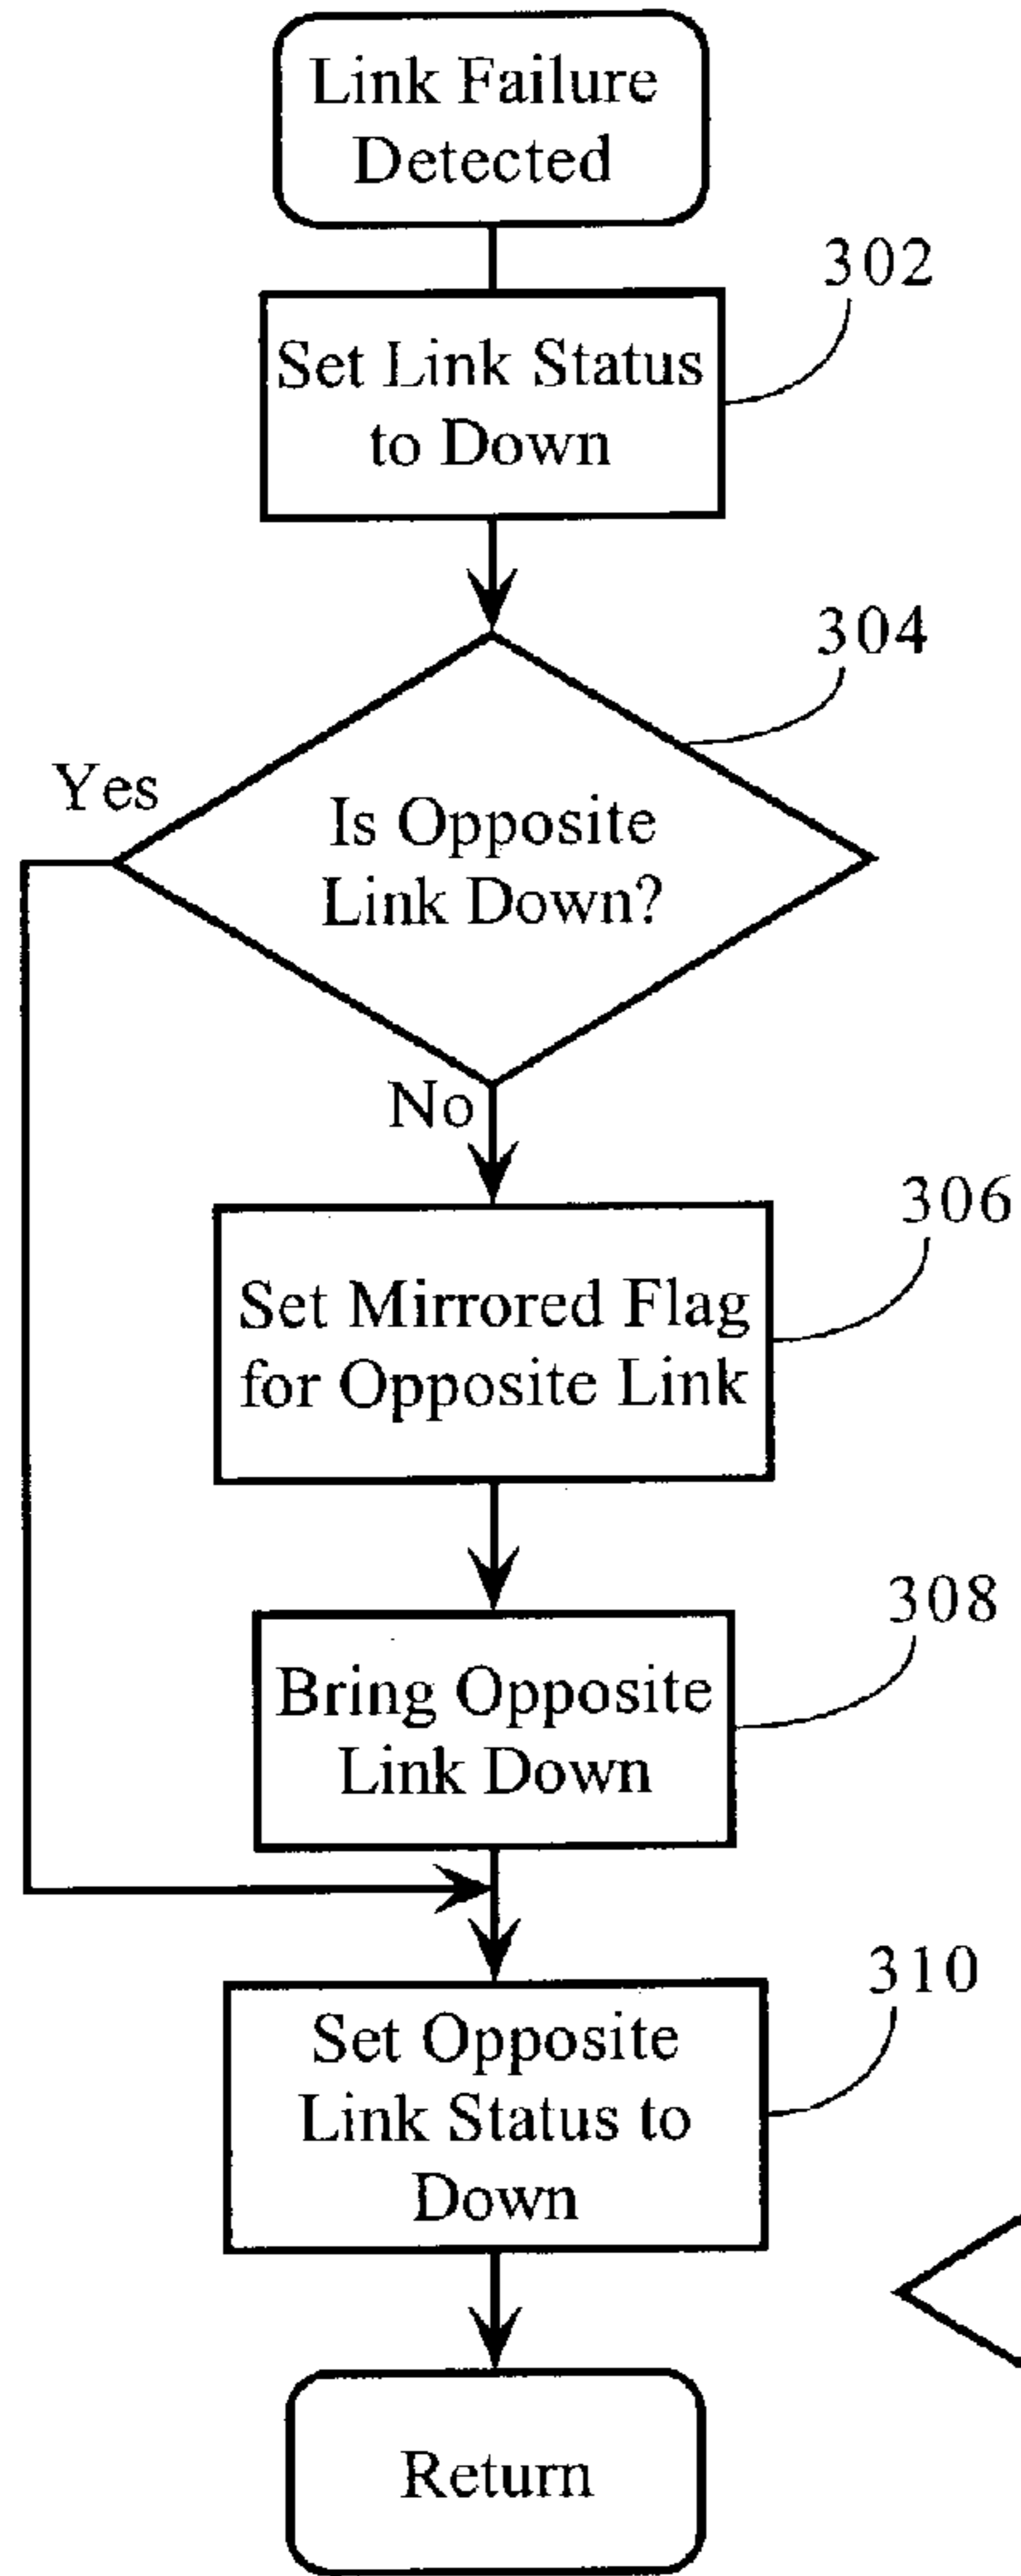 Link Failure
Detected
302
Set Link Status
to Down
304
Yes
Is Opposite
Link Down?
No
306
Set Mirrored Flag
for Opposite Link
308
Bring Opposite
Link Down
310
Set Opposite
Link Status to
Down
Return